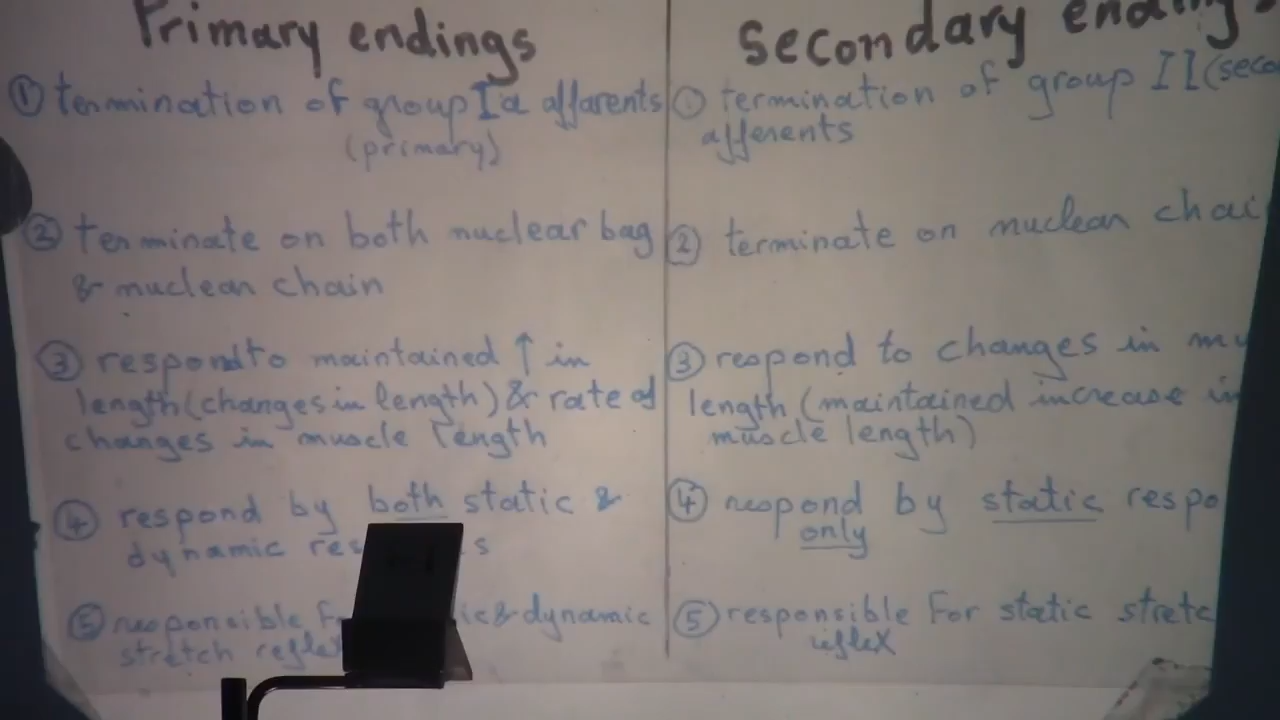 Primary endings
① termination of group Ia afferents
(primary)
② terminate on both nuclear bag
& nuclear chain
③ respond to maintained ↑ in
length (changes in length) & rate of
changes in muscle length
④ respond by both static &
dynamic
⑤ responsible & dynamic
stretch reflex
Secondary
① termination of group II (
afferents
② terminate on nuclear
③ respond to changes in
length (maintained increase in
muscle length)
④ respond by static
only
⑤ responsible for static
reflex